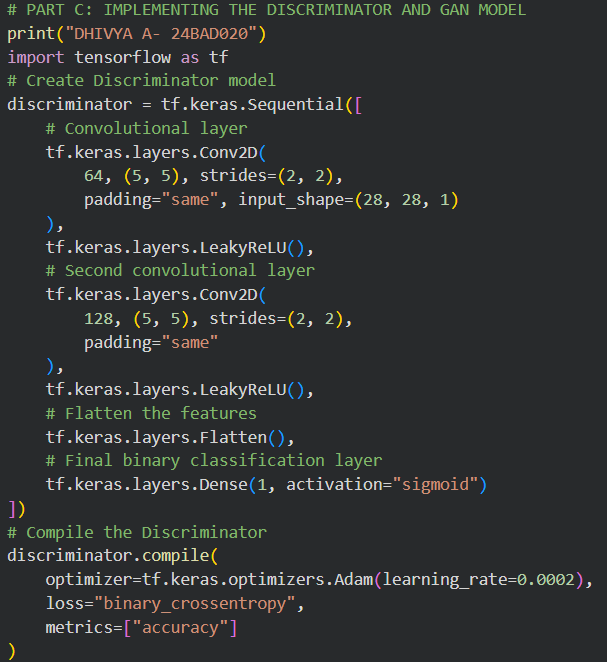 # PART C: IMPLEMENTING THE DISCRIMINATOR AND GAN MODEL
print("DHIVYA A- 24BAD020")
import tensorflow as tf
# Create Discriminator model
discriminator = tf.keras.Sequential([
    # Convolutional layer
    tf.keras.layers.Conv2D(
        64, (5, 5), strides=(2, 2),
        padding="same", input_shape=(28, 28, 1)
    ),
    tf.keras.layers.LeakyReLU(),
    # Second convolutional layer
    tf.keras.layers.Conv2D(
        128, (5, 5), strides=(2, 2),
        padding="same"
    ),
    tf.keras.layers.LeakyReLU(),
    # Flatten the features
    tf.keras.layers.Flatten(),
    # Final binary classification layer
    tf.keras.layers.Dense(1, activation="sigmoid")
])
# Compile the Discriminator
discriminator.compile(
    optimizer=tf.keras.optimizers.Adam(learning_rate=0.0002),
    loss="binary_crossentropy",
    metrics=["accuracy"]
)